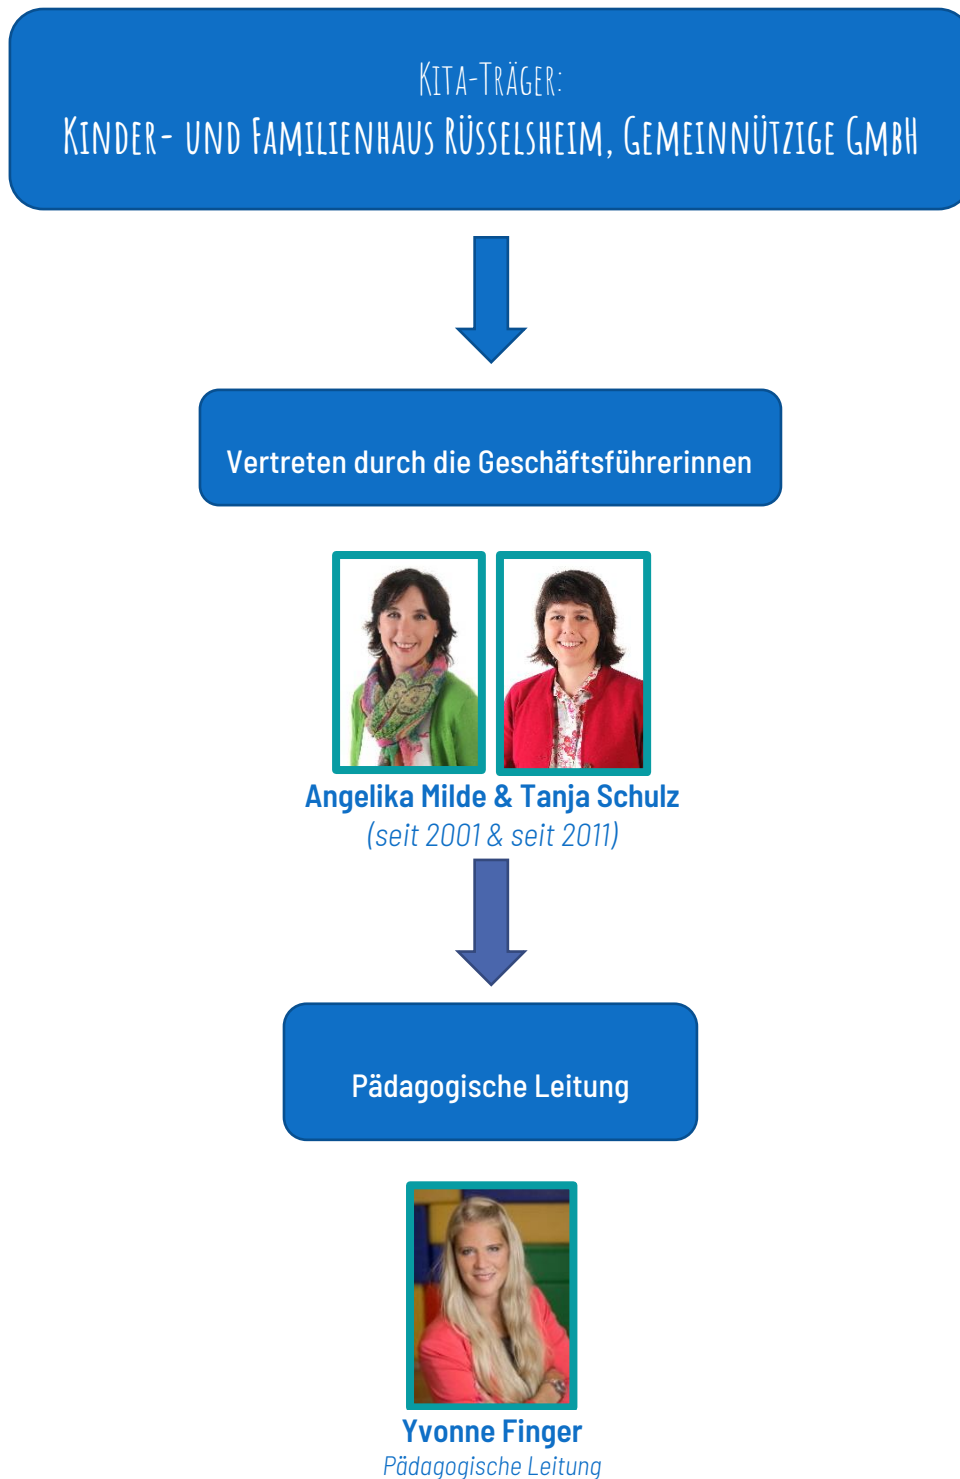 Kita-Träger:
Kinder- und Familienhaus Rüsselsheim, Gemeinnützige GmbH
Vertreten durch die Geschäftsführerinnen
Angelika Milde & Tanja Schulz
(seit 2001 & seit 2011)
Pädagogische Leitung
Yvonne Finger
Pädagogische Leitung